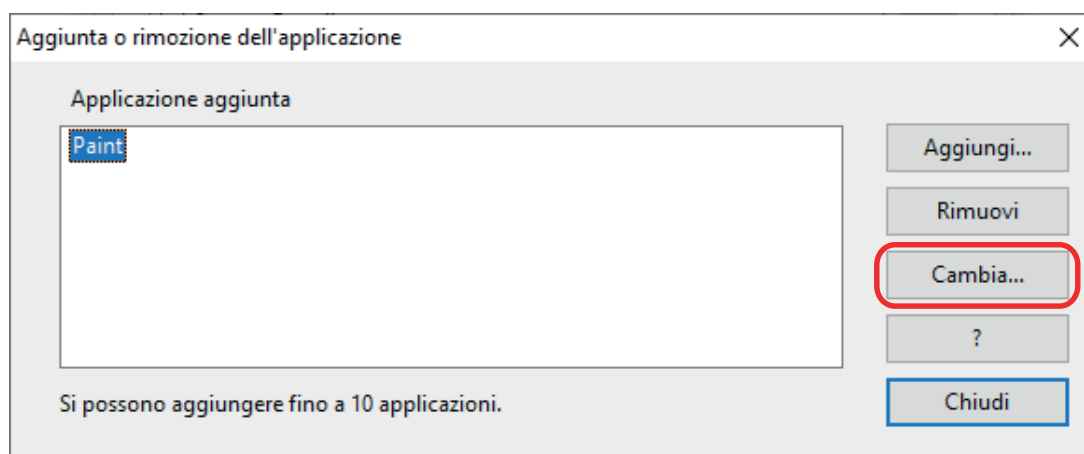 Aggiunta o rimozione dell'applicazione
Applicazione aggiunta
Paint
Aggiungi...
Rimuovi
Cambia...
?
Chiudi
Si possono aggiungere fino a 10 applicazioni.